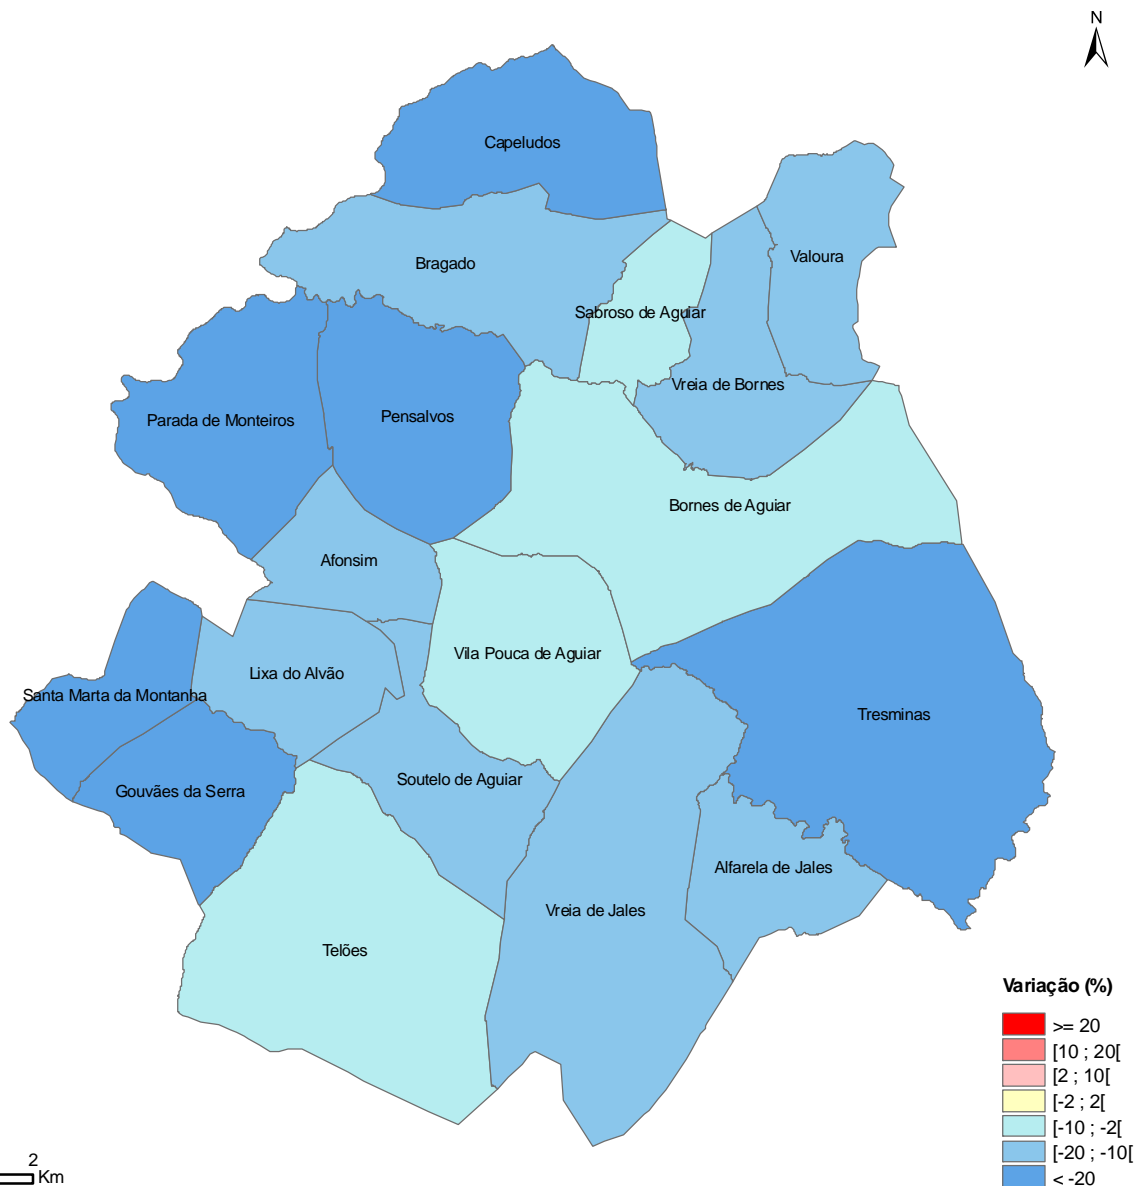 N
Capeludos
Valoura
Bragado
Sabroso de Aguiar
Vreia de Bornes
Pensalvos
Parada de Monteiros
Bornes de Aguiar
Afonsim
Vila Pouca de Aguiar
Lixa do Alvão
Santa Marta da Montanha
Tresminas
Soutelo de Aguiar
Gouvães da Serra
Alfarela de Jales
Vreia de Jales
Telões
Variação (%)
>= 20
[10 ; 20[
[2 ; 10[
[-2 ; 2[
[-10 ; -2[
[-20 ; -10[
< -20
2
Km